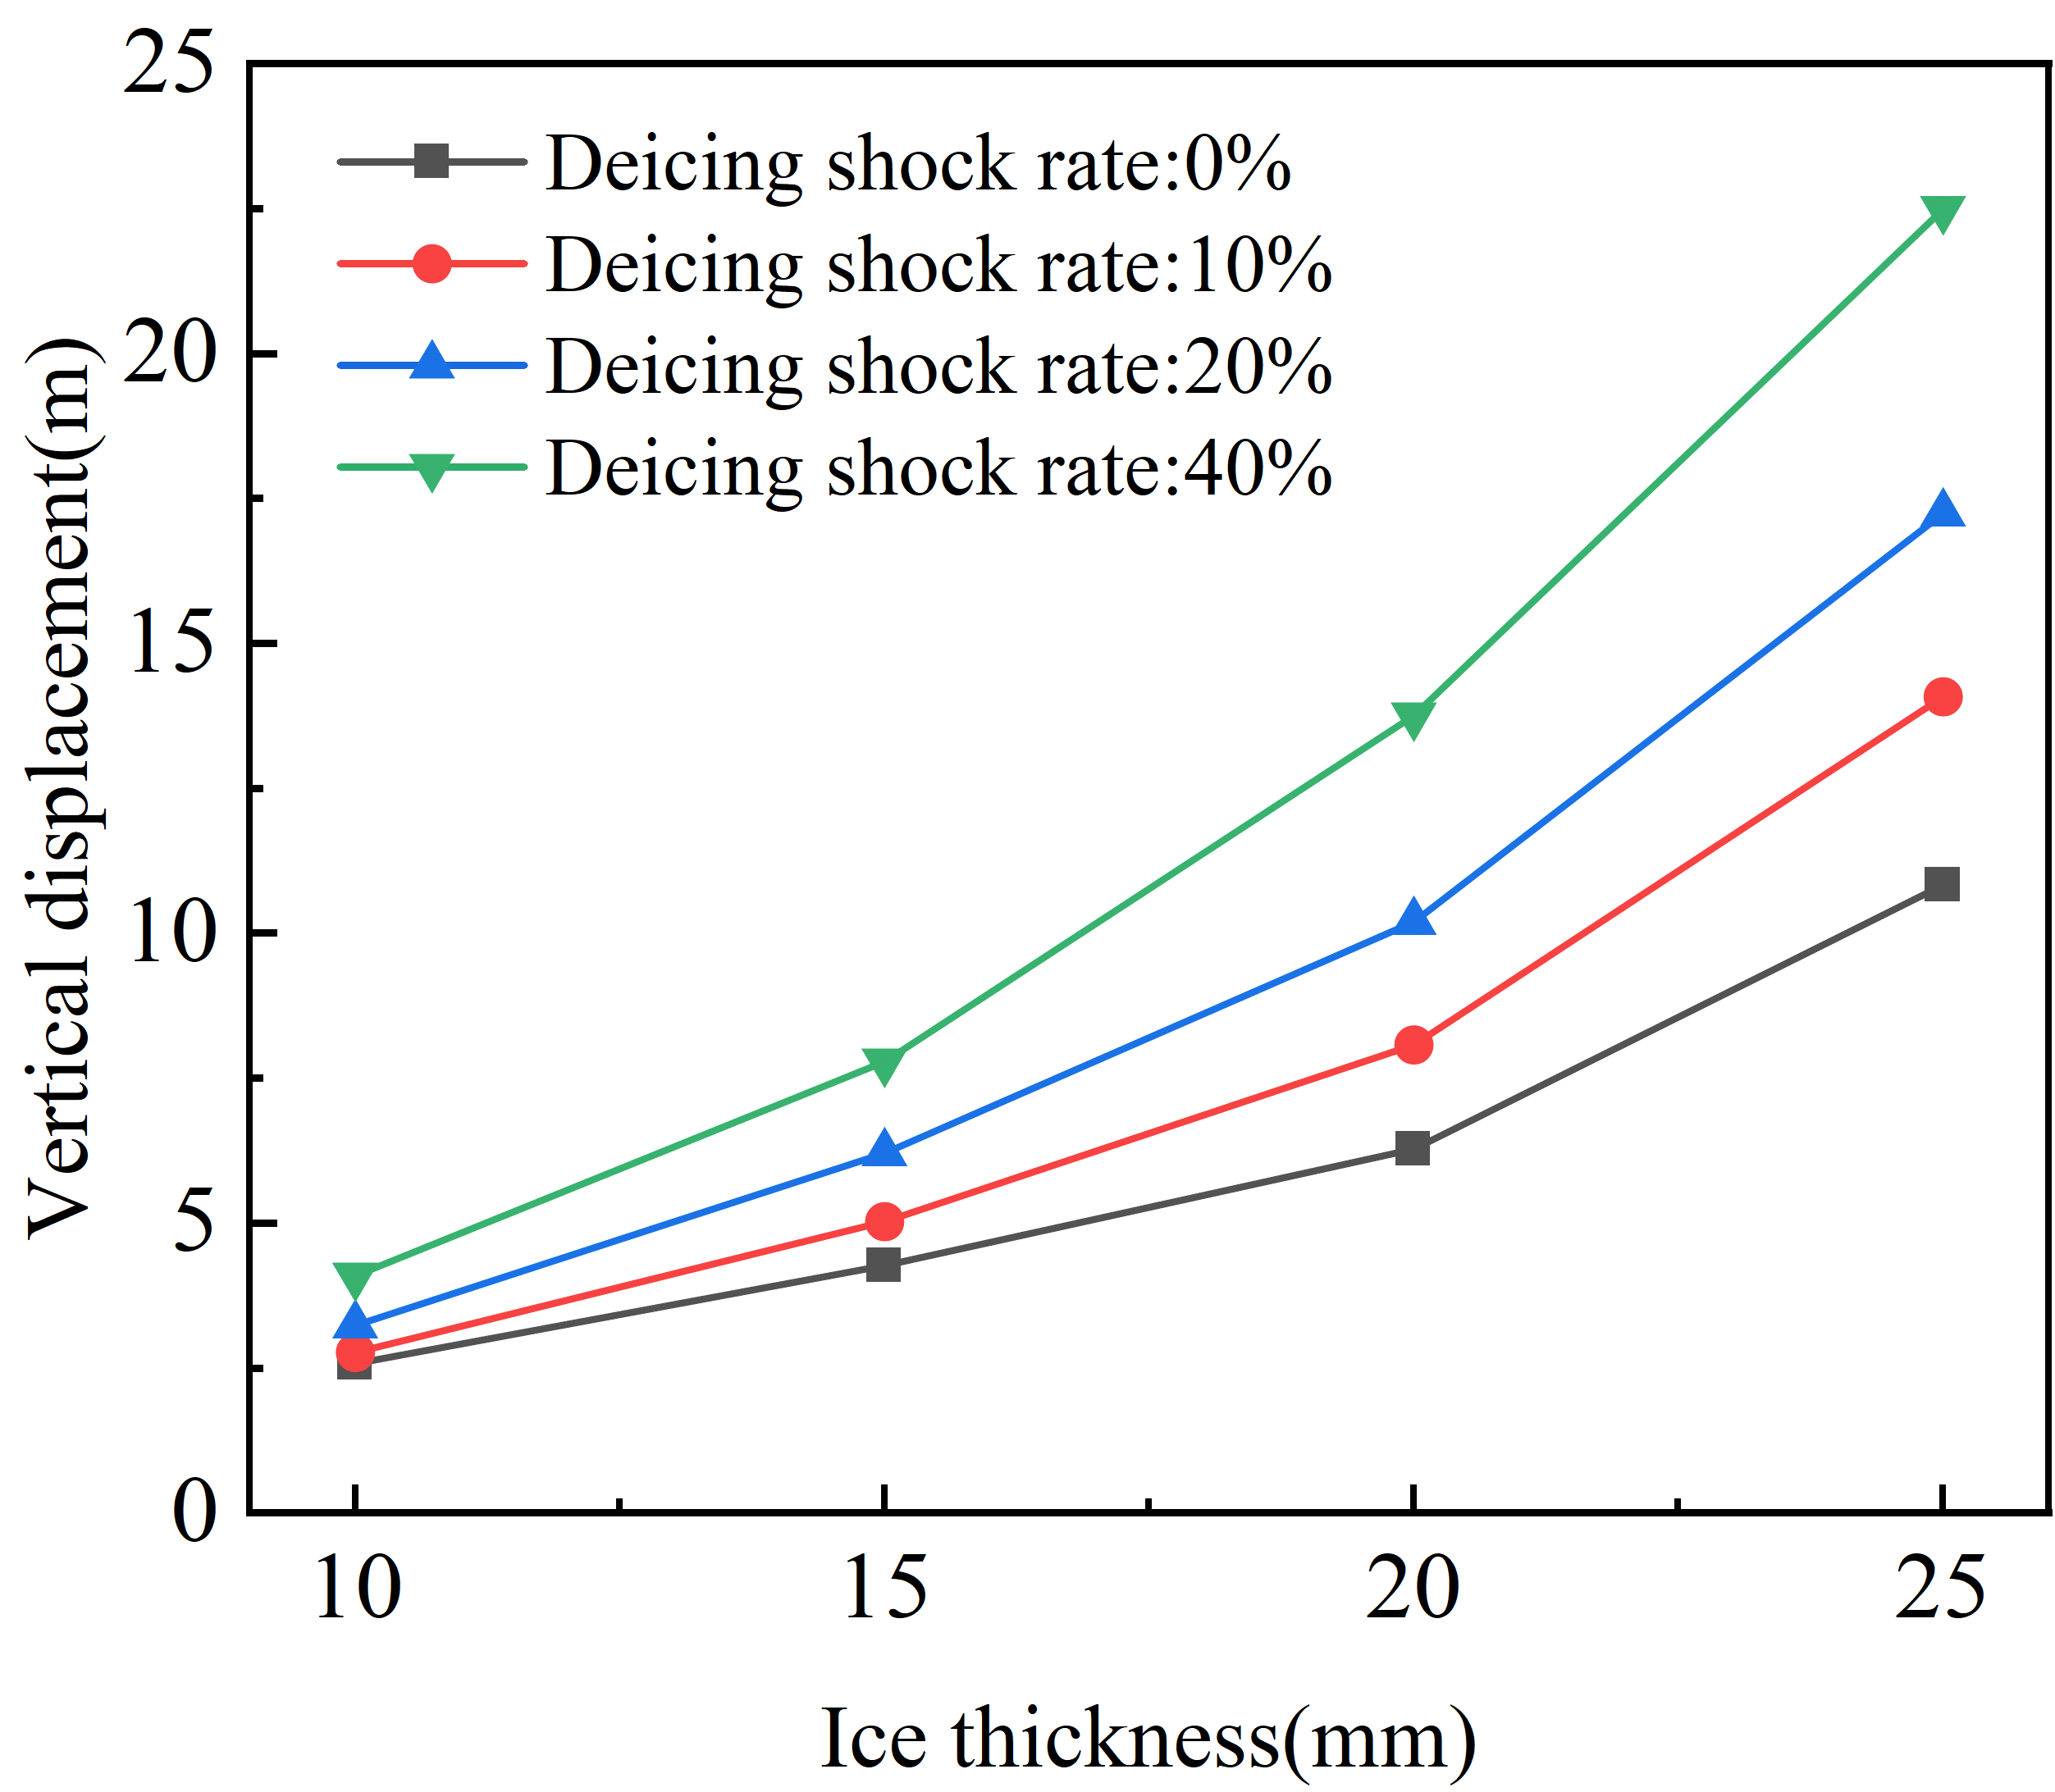 25
20
15
10
5
0
Vertical displacement(m)
Deicing shock rate:0%
Deicing shock rate:10%
Deicing shock rate:20%
Deicing shock rate:40%
10 15 20 25
Ice thickness(mm)